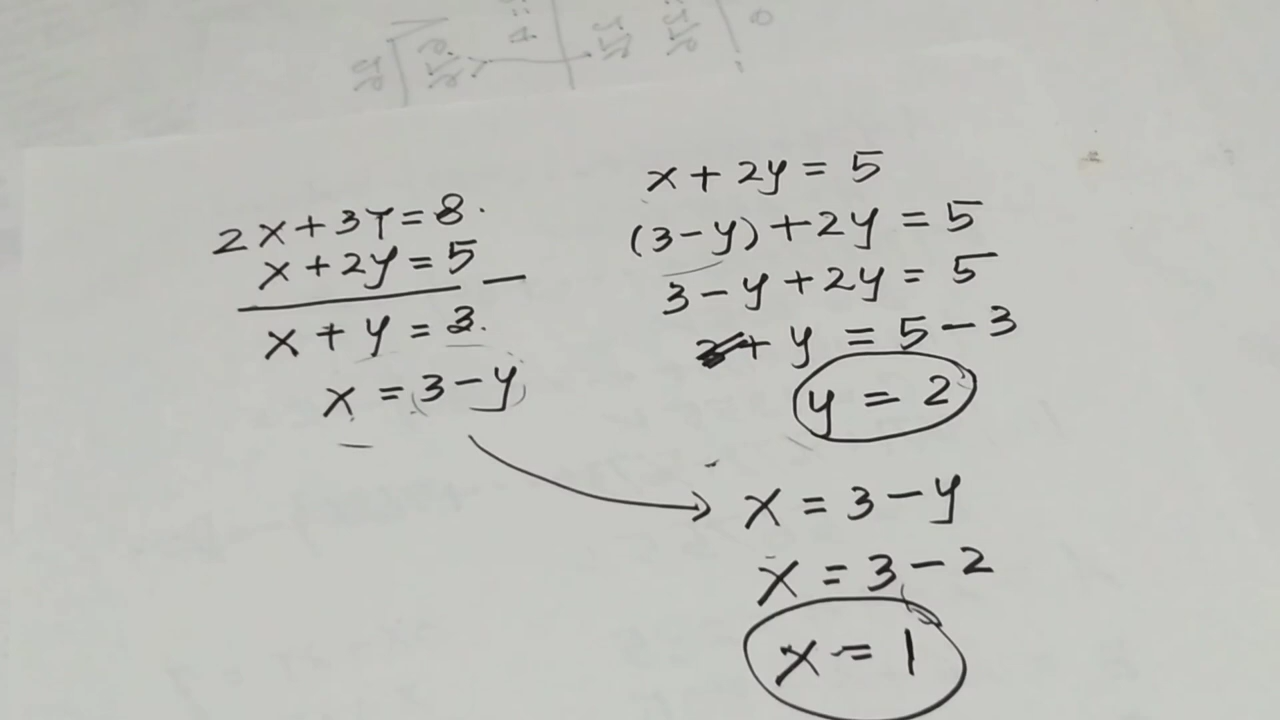 2x+3y=8.
x+2y=5 —
x+y=3.
x=3-y
x+2y=5
(3-y)+2y=5
3-y+2y=5
+y=5-3
y=2
x=3-y
x=3-2
x=1